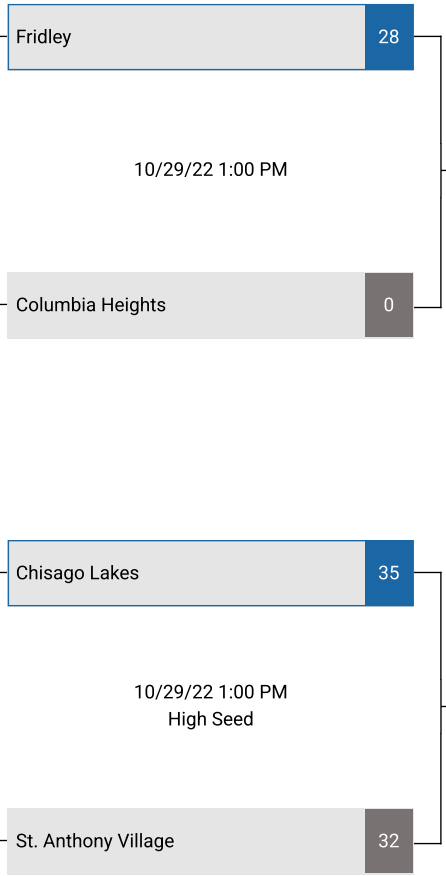 Fridley 28
10/29/22 1:00 PM
Columbia Heights 0
Chisago Lakes 35
10/29/22 1:00 PM
High Seed
St. Anthony Village 32